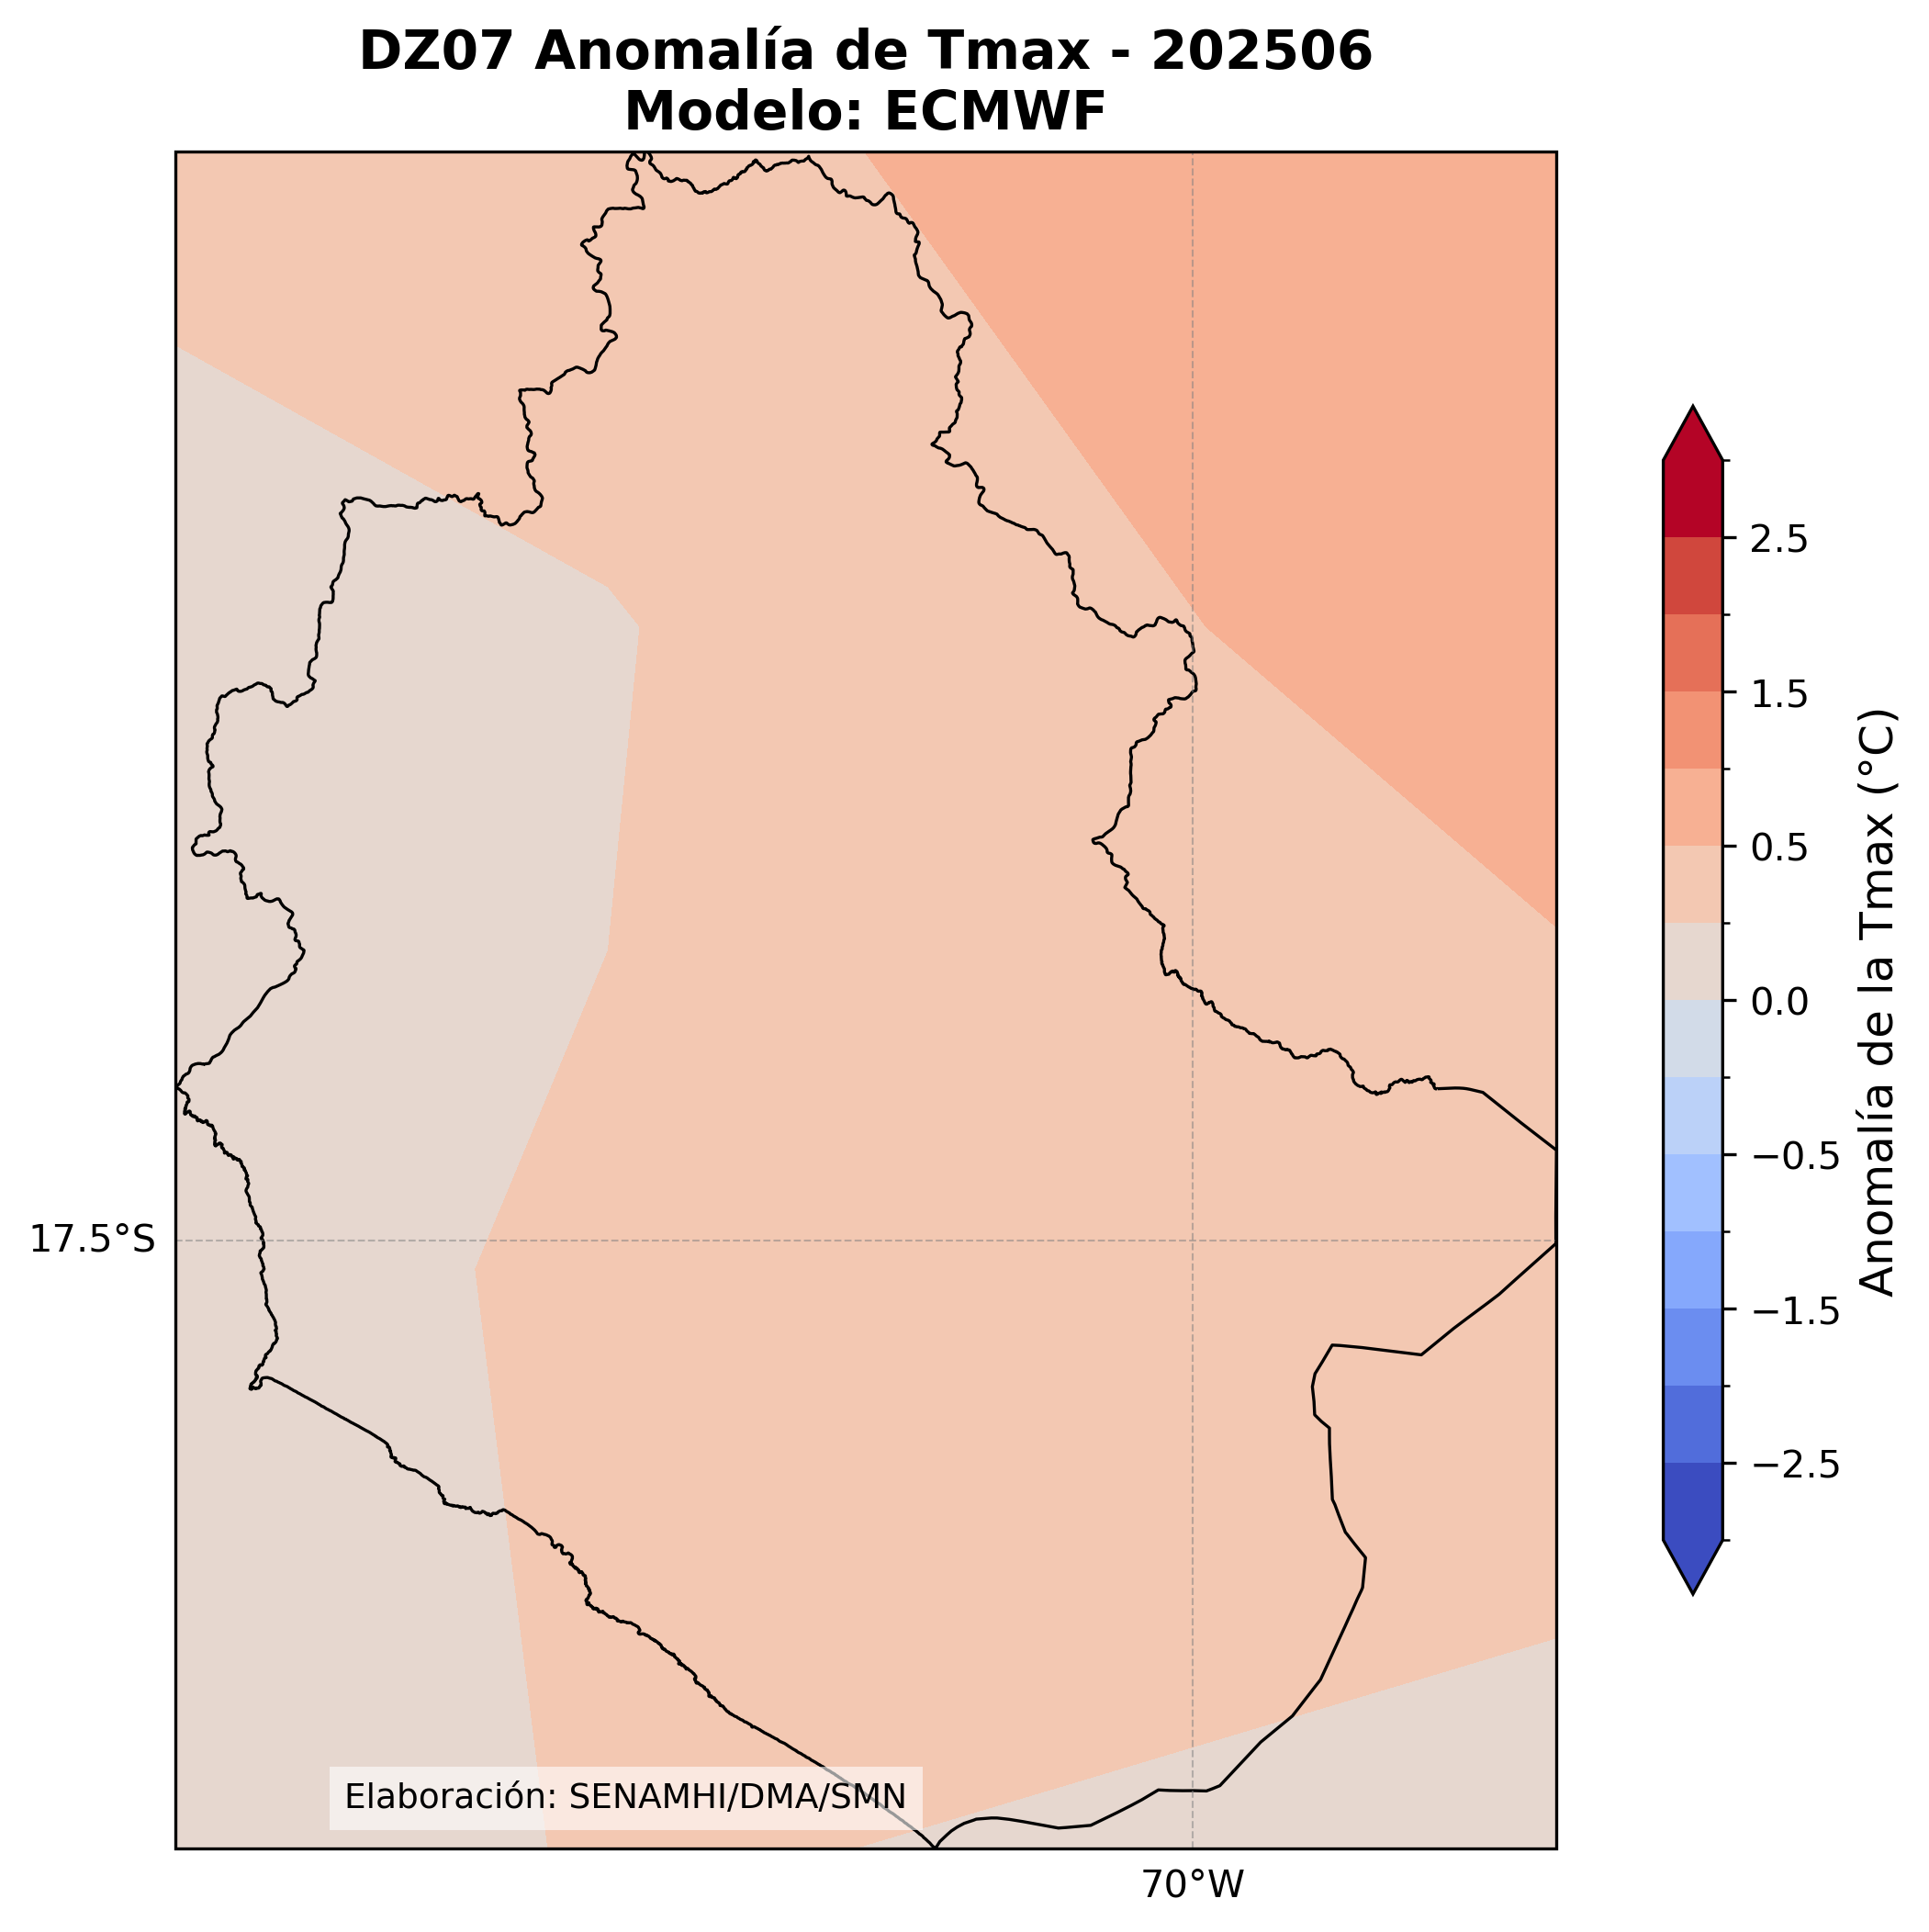 DZ07 Anomalía de Tmax - 202506
Modelo: ECMWF
2.5
1.5
0.5
0.0
−0.5
−1.5
−2.5
Anomalía de la Tmax (°C)
17.5°S
Elaboración: SENAMHI/DMA/SMN
70°W